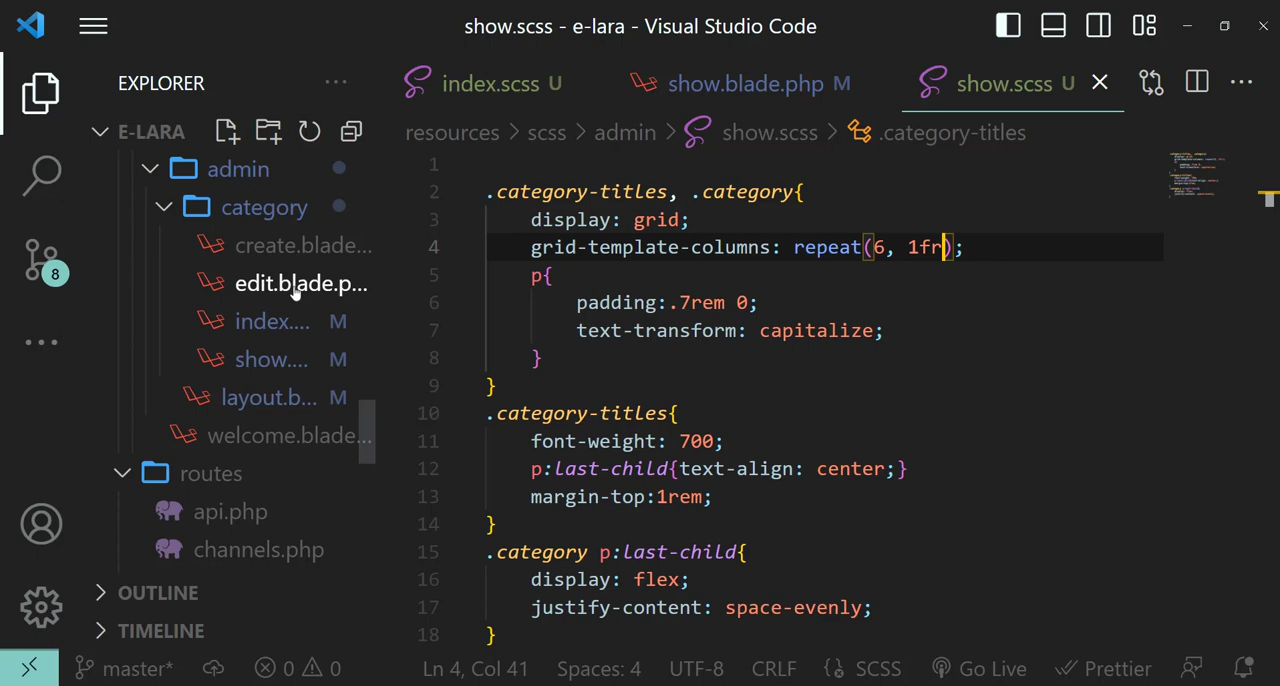 show.scss - e-lara - Visual Studio Code
EXPLORER
index.scss U
show.blade.php M
show.scss U
E-LARA
resources > scss > admin > show.scss > .category-titles
admin
category
create.blade...
edit.blade.p...
index.... M
show.... M
layout.b... M
welcome.blade...
routes
api.php
channels.php
OUTLINE
TIMELINE
8
1
2 .category-titles, .category{
3 display: grid;
4 grid-template-columns: repeat(6, 1fr);
5 p{
6 padding:.7rem 0;
7 text-transform: capitalize;
8 }
9 }
10 .category-titles{
11 font-weight: 700;
12 p:last-child{text-align: center;}
13 margin-top:1rem;
14 }
15 .category p:last-child{
16 display: flex;
17 justify-content: space-evenly;
18 }
master* 0 0 Ln 4, Col 41 Spaces: 4 UTF-8 CRLF {} SCSS Go Live Prettier